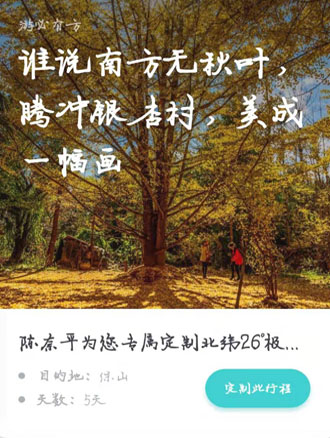 游必有方
谁说南方无秋叶，
腾冲银杏村，美成
一幅画
陈东平为您专属定制北纬26°极...
目的地：保山
天数：5天
定制此行程